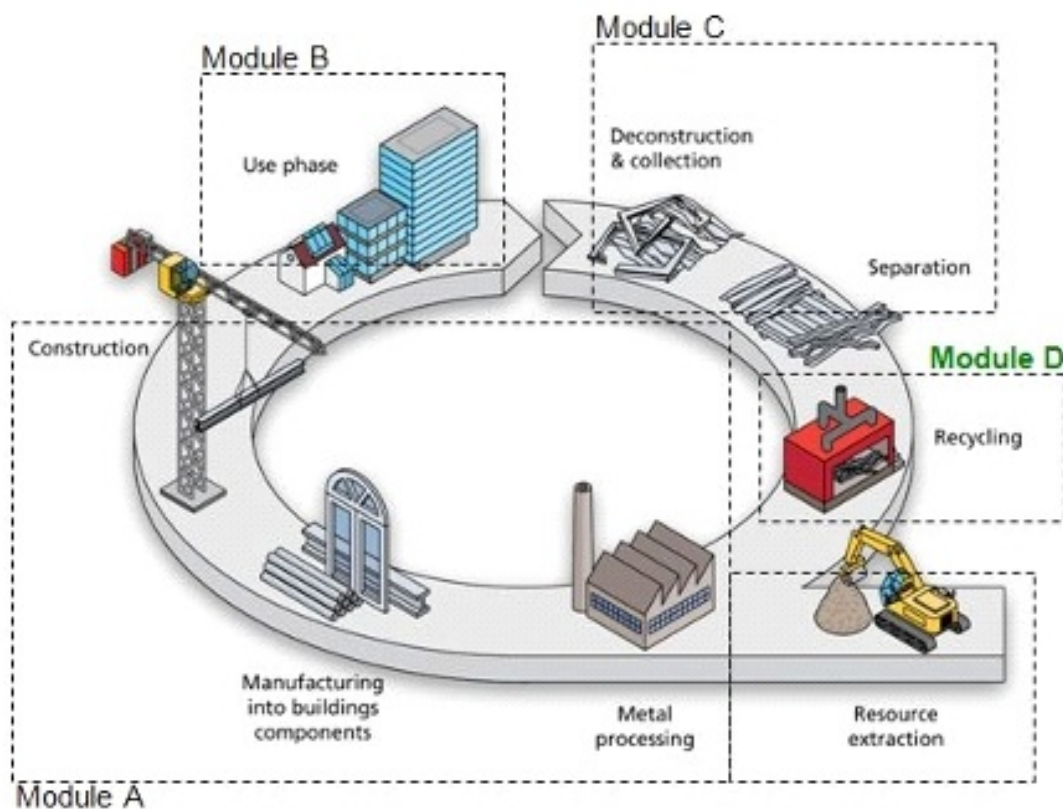 Module C
Module B
Deconstruction
& collection
Use phase
Separation
Construction
Module D
Recycling
Manufacturing
into buildings
components
Metal
processing
Resource
extraction
Module A